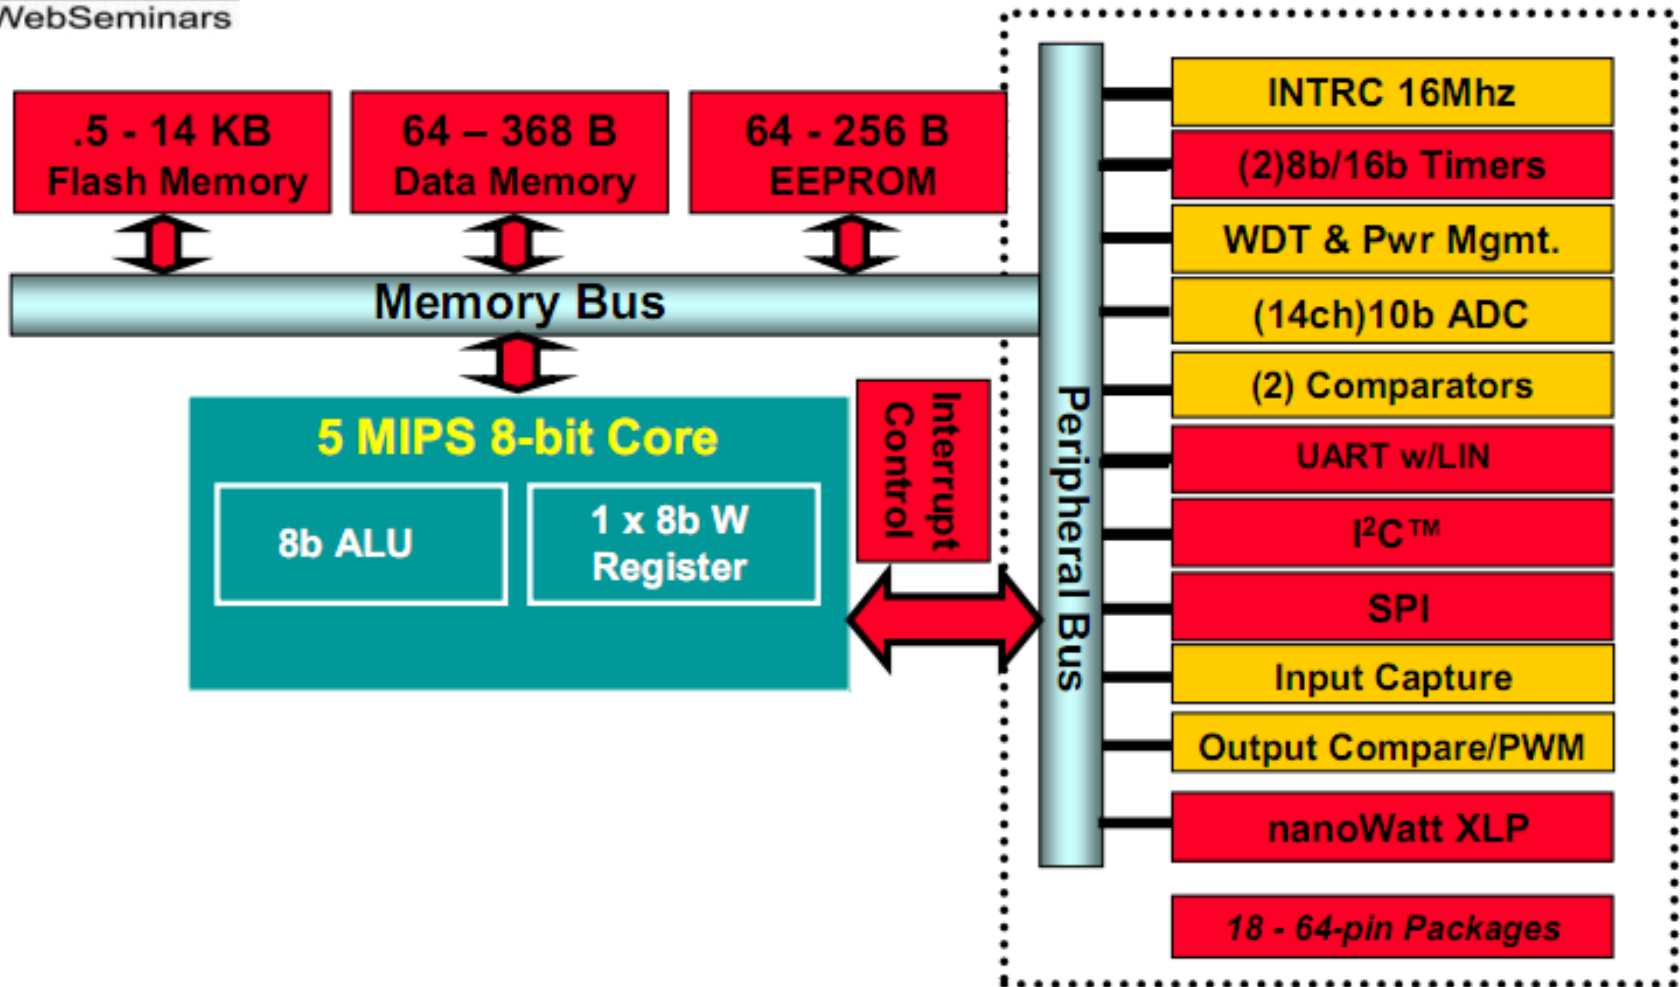 WebSeminars
.5 - 14 KB
Flash Memory
64 – 368 B
Data Memory
64 - 256 B
EEPROM
Memory Bus
5 MIPS 8-bit Core
8b ALU
1 x 8b W
Register
Interrupt
Control
Peripheral Bus
INTRC 16Mhz
(2)8b/16b Timers
WDT & Pwr Mgmt.
(14ch)10b ADC
(2) Comparators
UART w/LIN
I²C™
SPI
Input Capture
Output Compare/PWM
nanoWatt XLP
18 - 64-pin Packages